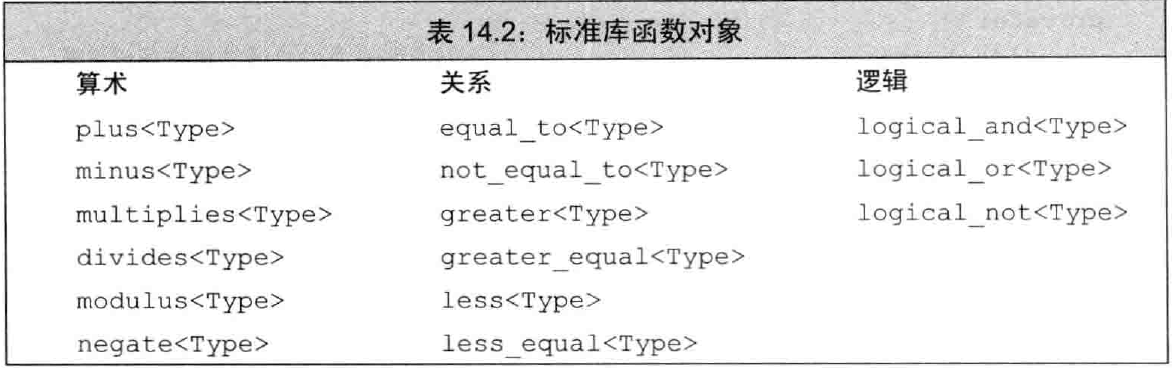 表 14.2：标准库函数对象
算术 关系 逻辑
plus<Type> equal_to<Type> logical_and<Type>
minus<Type> not_equal_to<Type> logical_or<Type>
multiplies<Type> greater<Type> logical_not<Type>
divides<Type> greater_equal<Type>
modulus<Type> less<Type>
negate<Type> less_equal<Type>